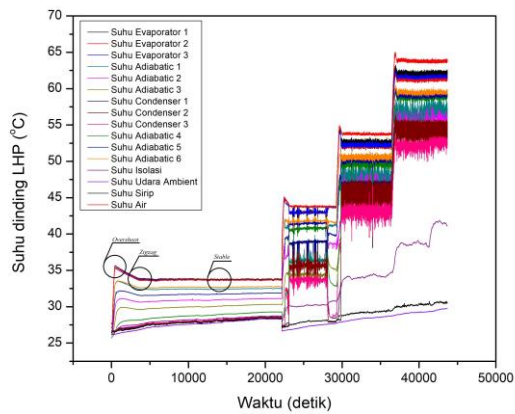 70
65
60
55
50
45
40
35
30
25
Suhu dinding LHP (°C)
Suhu Evaporator 1
Suhu Evaporator 2
Suhu Evaporator 3
Suhu Adiabatic 1
Suhu Adiabatic 2
Suhu Adiabatic 3
Suhu Condenser 1
Suhu Condenser 2
Suhu Condenser 3
Suhu Adiabatic 4
Suhu Adiabatic 5
Suhu Adiabatic 6
Suhu Isolasi
Suhu Udara Ambient
Suhu Sirip
Suhu Air
Overshoot
Zigzag
Stable
0 10000 20000 30000 40000 50000
Waktu (detik)